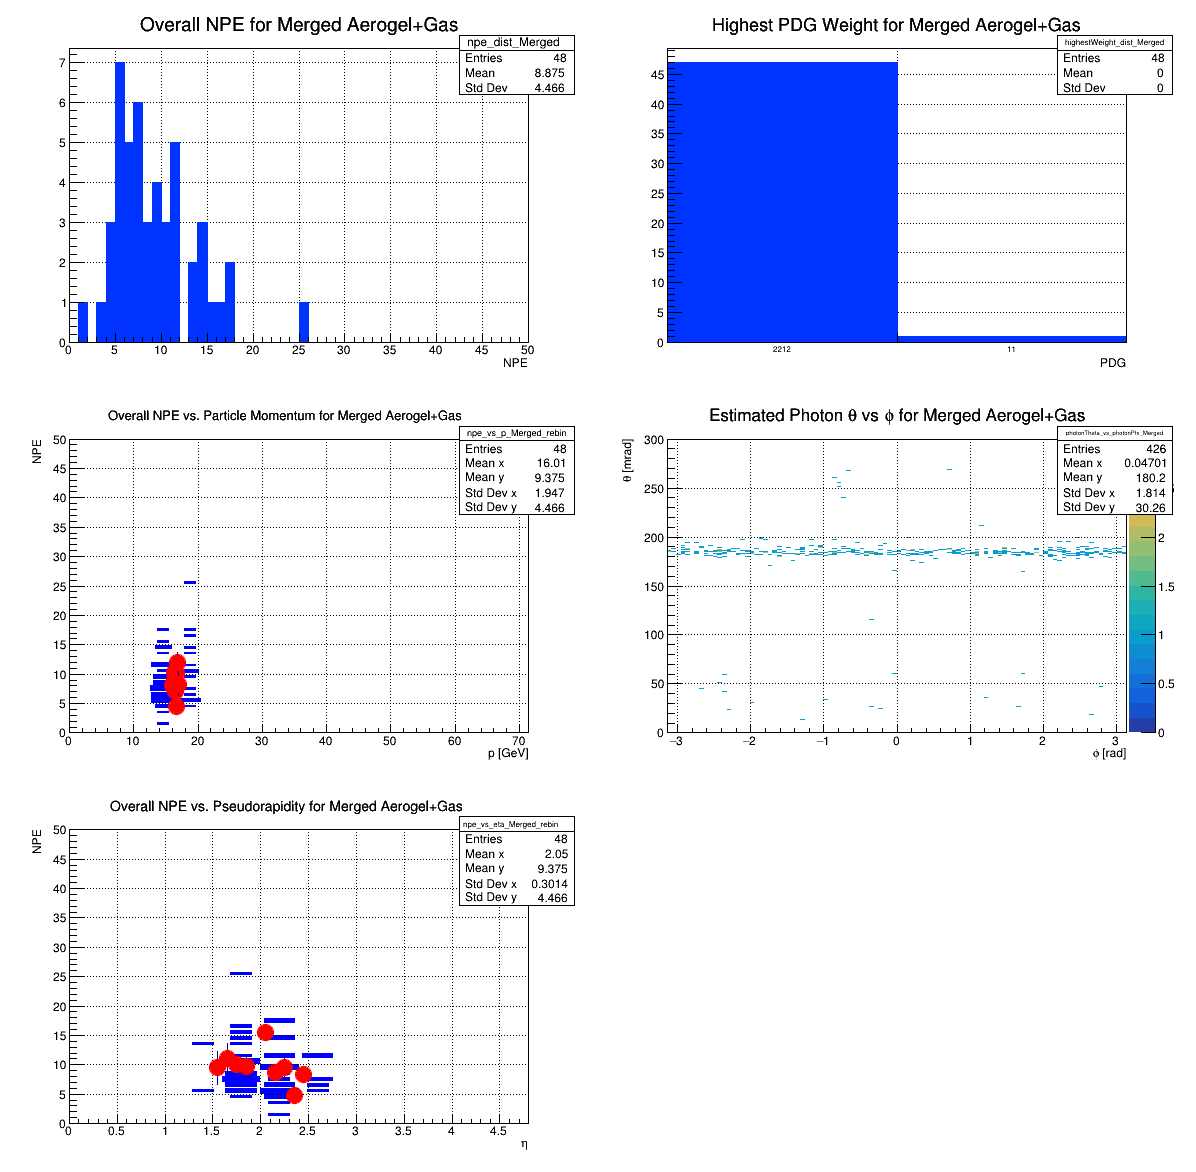 Overall NPE for Merged Aerogel+Gas
npe_dist_Merged
Entries 48
Mean 8.875
Std Dev 4.466
7
6
5
4
3
2
1
0
0 5 10 15 20 25 30 35 40 45 50
NPE
Highest PDG Weight for Merged Aerogel+Gas
highestWeight_dist_Merged
Entries 48
Mean 0
Std Dev 0
45
40
35
30
25
20
15
10
5
0
2212 11
PDG
Overall NPE vs. Particle Momentum for Merged Aerogel+Gas
npe_vs_p_Merged_rebin
Entries 48
Mean x 16.01
Mean y 9.375
Std Dev x 1.947
Std Dev y 4.466
NPE
50
45
40
35
30
25
20
15
10
5
0
0 10 20 30 40 50 60 70
p [GeV]
Estimated Photon θ vs ϕ for Merged Aerogel+Gas
photonTheta_vs_photonPhi_Merged
Entries 426
Mean x 0.04701
Mean y 180.2
Std Dev x 1.814
Std Dev y 30.26
θ [mrad]
300
250
200
150
100
50
0
−3 −2 −1 0 1 2 3
ϕ [rad]
2
1.5
1
0.5
0
Overall NPE vs. Pseudorapidity for Merged Aerogel+Gas
npe_vs_eta_Merged_rebin
Entries 48
Mean x 2.05
Mean y 9.375
Std Dev x 0.3014
Std Dev y 4.466
NPE
50
45
40
35
30
25
20
15
10
5
0
0 0.5 1 1.5 2 2.5 3 3.5 4 4.5
η